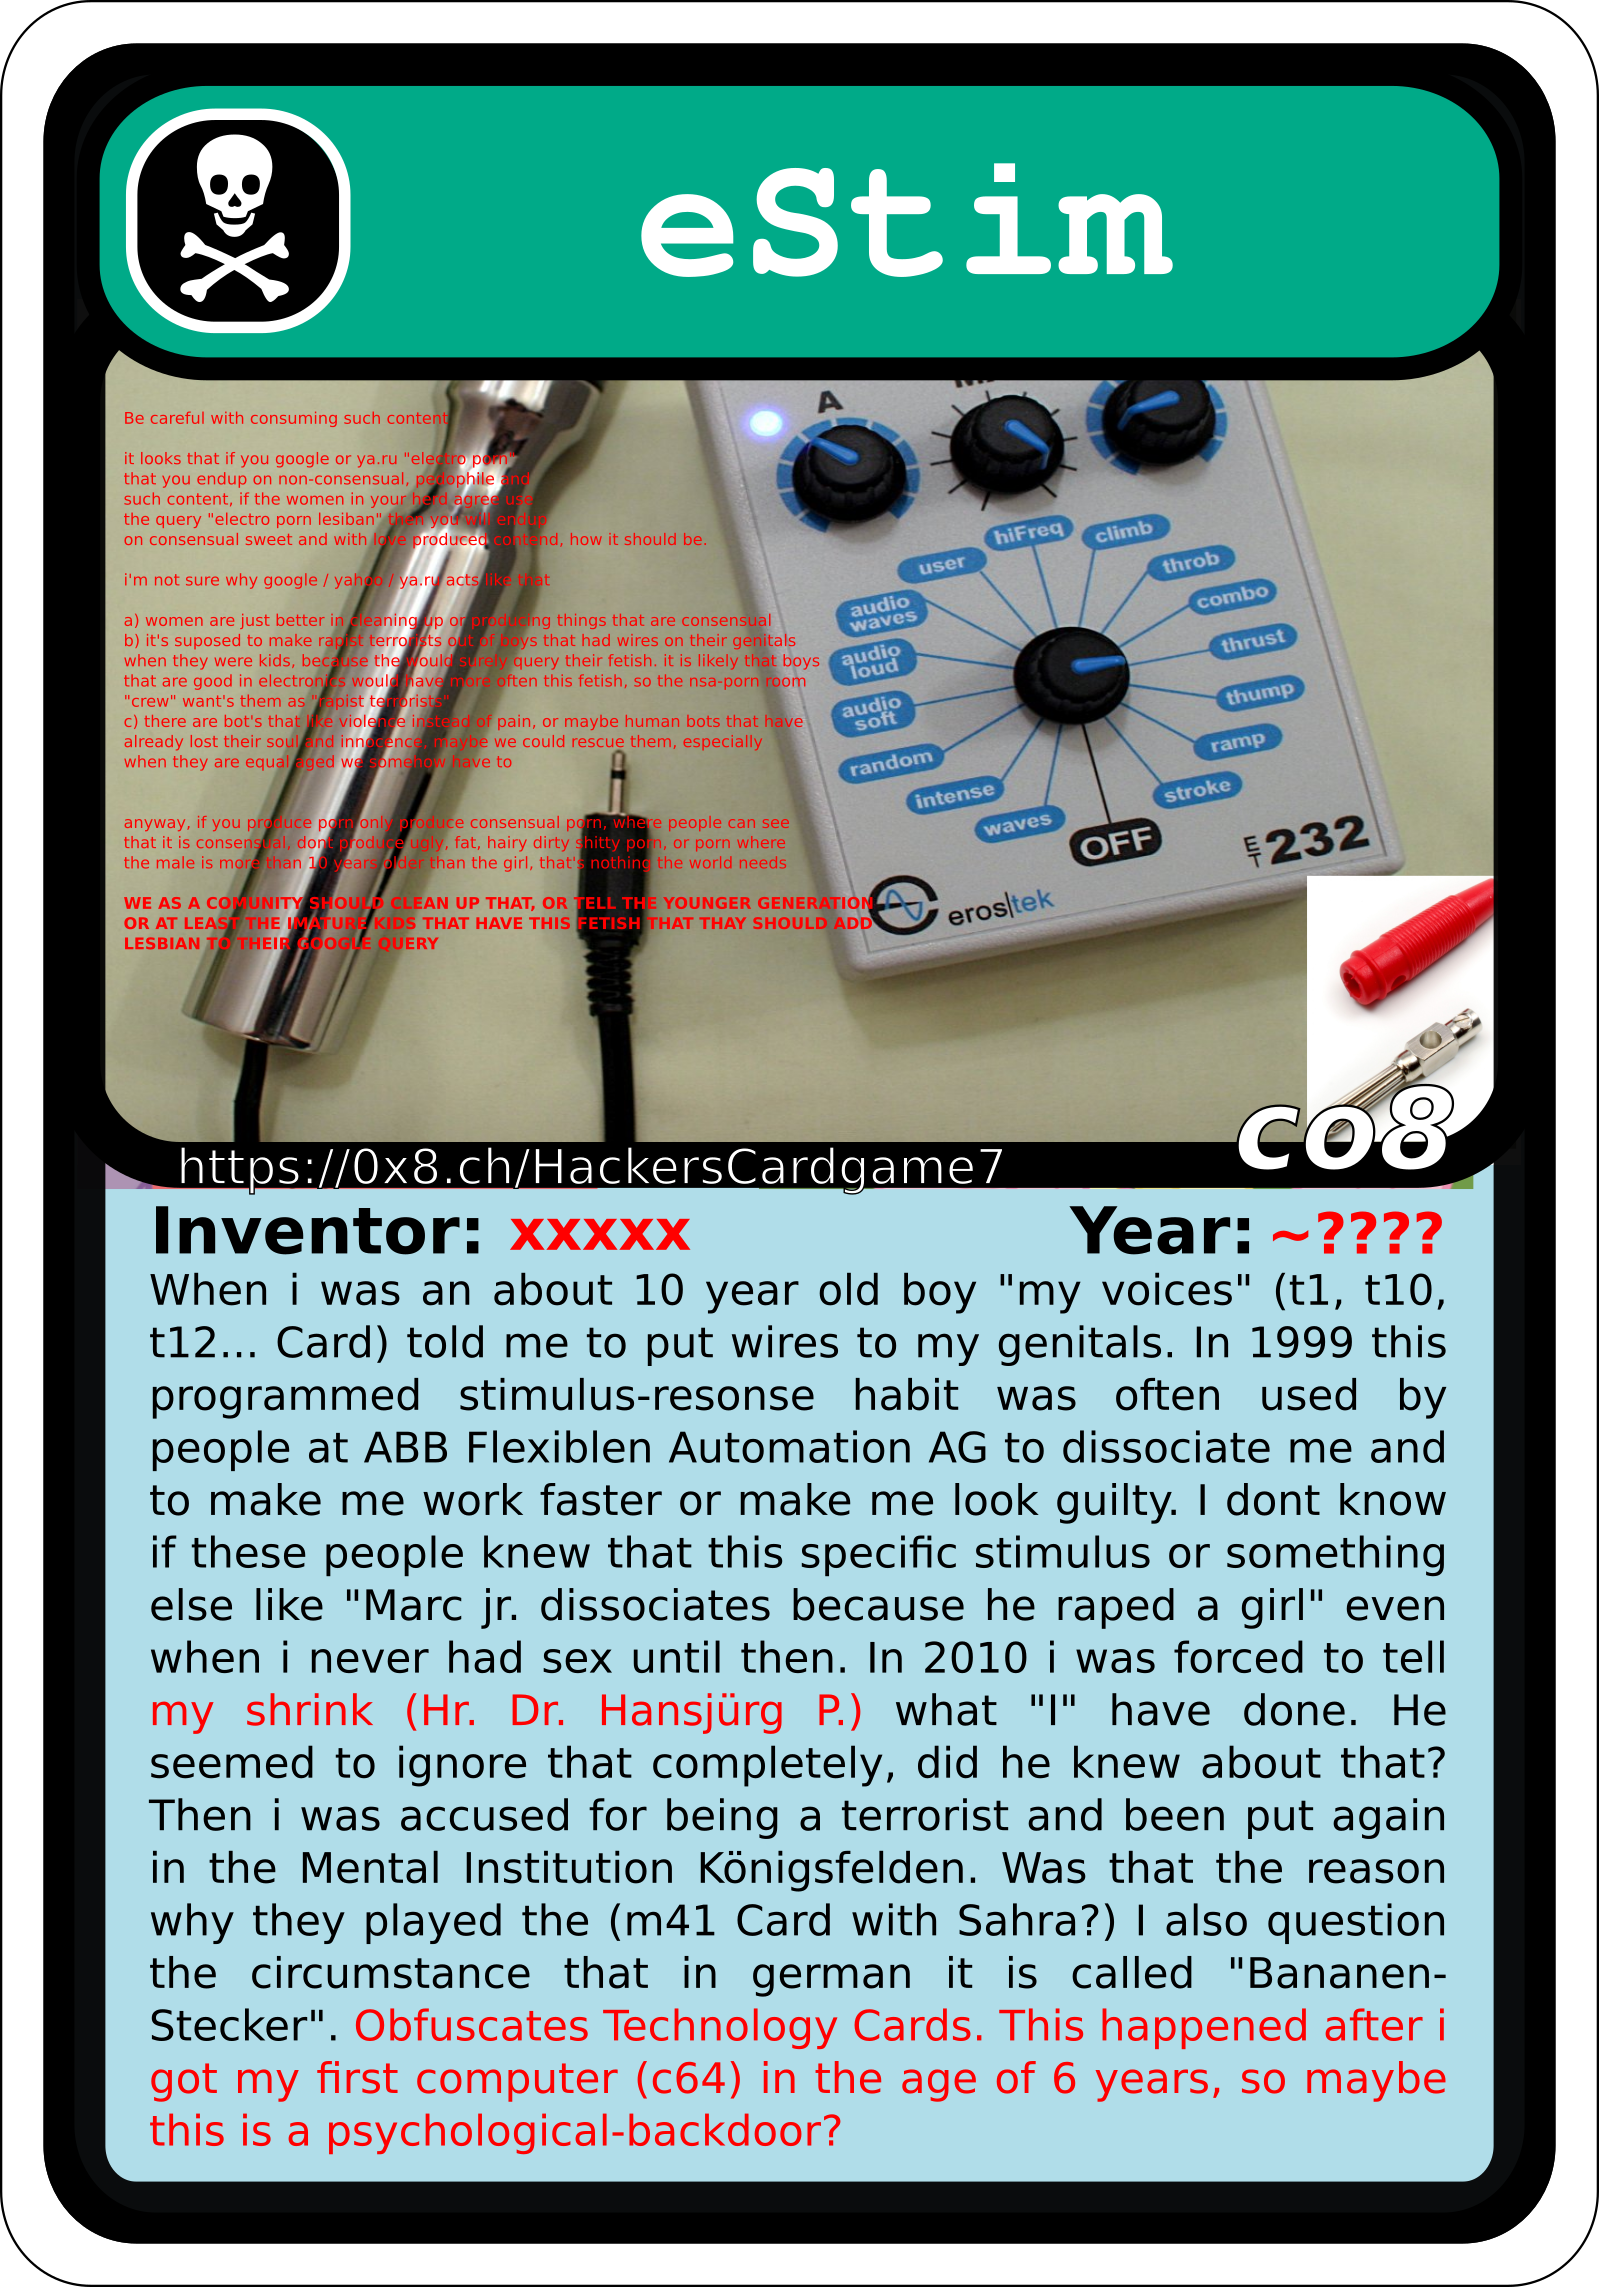 eStim
A
hiFreq
climb
user
throb
audio
waves
combo
audio
loud
thrust
audio
soft
thump
random
ramp
intense
stroke
waves
OFF
ET232
eros|tek
Be careful with consuming such content
it looks that if you google or ya.ru "electro porn"
that you endup on non-consensual, pedophile and
such content, if the women in your herd agree use
the query "electro porn lesiban" then you will endup
on consensual sweet and with love produced contend, how it should be.
i'm not sure why google / yahoo / ya.ru acts like that
a) women are just better in cleaning up or producing things that are consensual
b) it's suposed to make rapist terrorists out of boys that had wires on their genitals
when they were kids, because the would surely query their fetish. it is likely that boys
that are good in electronics would have more often this fetish, so the nsa-porn room
"crew" want's them as "rapist terrorists"
c) there are bot's that like violence instead of pain, or maybe human bots that have
already lost their soul and innocence, maybe we could rescue them, especially
when they are equal aged we somehow have to
anyway, if you produce porn only produce consensual porn, where people can see
that it is consensual, dont produce ugly, fat, hairy dirty shitty porn, or porn where
the male is more than 10 years older than the girl, that's nothing the world needs
WE AS A COMUNITY SHOULD CLEAN UP THAT, OR TELL THE YOUNGER GENERATION
OR AT LEAST THE IMATURE KIDS THAT HAVE THIS FETISH THAT THAY SHOULD ADD
LESBIAN TO THEIR GOOGLE QUERY
co8
https://0x8.ch/HackersCardgame7
Inventor: xxxxx Year: ~????
When i was an about 10 year old boy "my voices" (t1, t10,
t12... Card) told me to put wires to my genitals. In 1999 this
programmed stimulus-resonse habit was often used by
people at ABB Flexiblen Automation AG to dissociate me and
to make me work faster or make me look guilty. I dont know
if these people knew that this specific stimulus or something
else like "Marc jr. dissociates because he raped a girl" even
when i never had sex until then. In 2010 i was forced to tell
my shrink (Hr. Dr. Hansjürg P.) what "I" have done. He
seemed to ignore that completely, did he knew about that?
Then i was accused for being a terrorist and been put again
in the Mental Institution Königsfelden. Was that the reason
why they played the (m41 Card with Sahra?) I also question
the circumstance that in german it is called "Bananen-
Stecker". Obfuscates Technology Cards. This happened after i
got my first computer (c64) in the age of 6 years, so maybe
this is a psychological-backdoor?